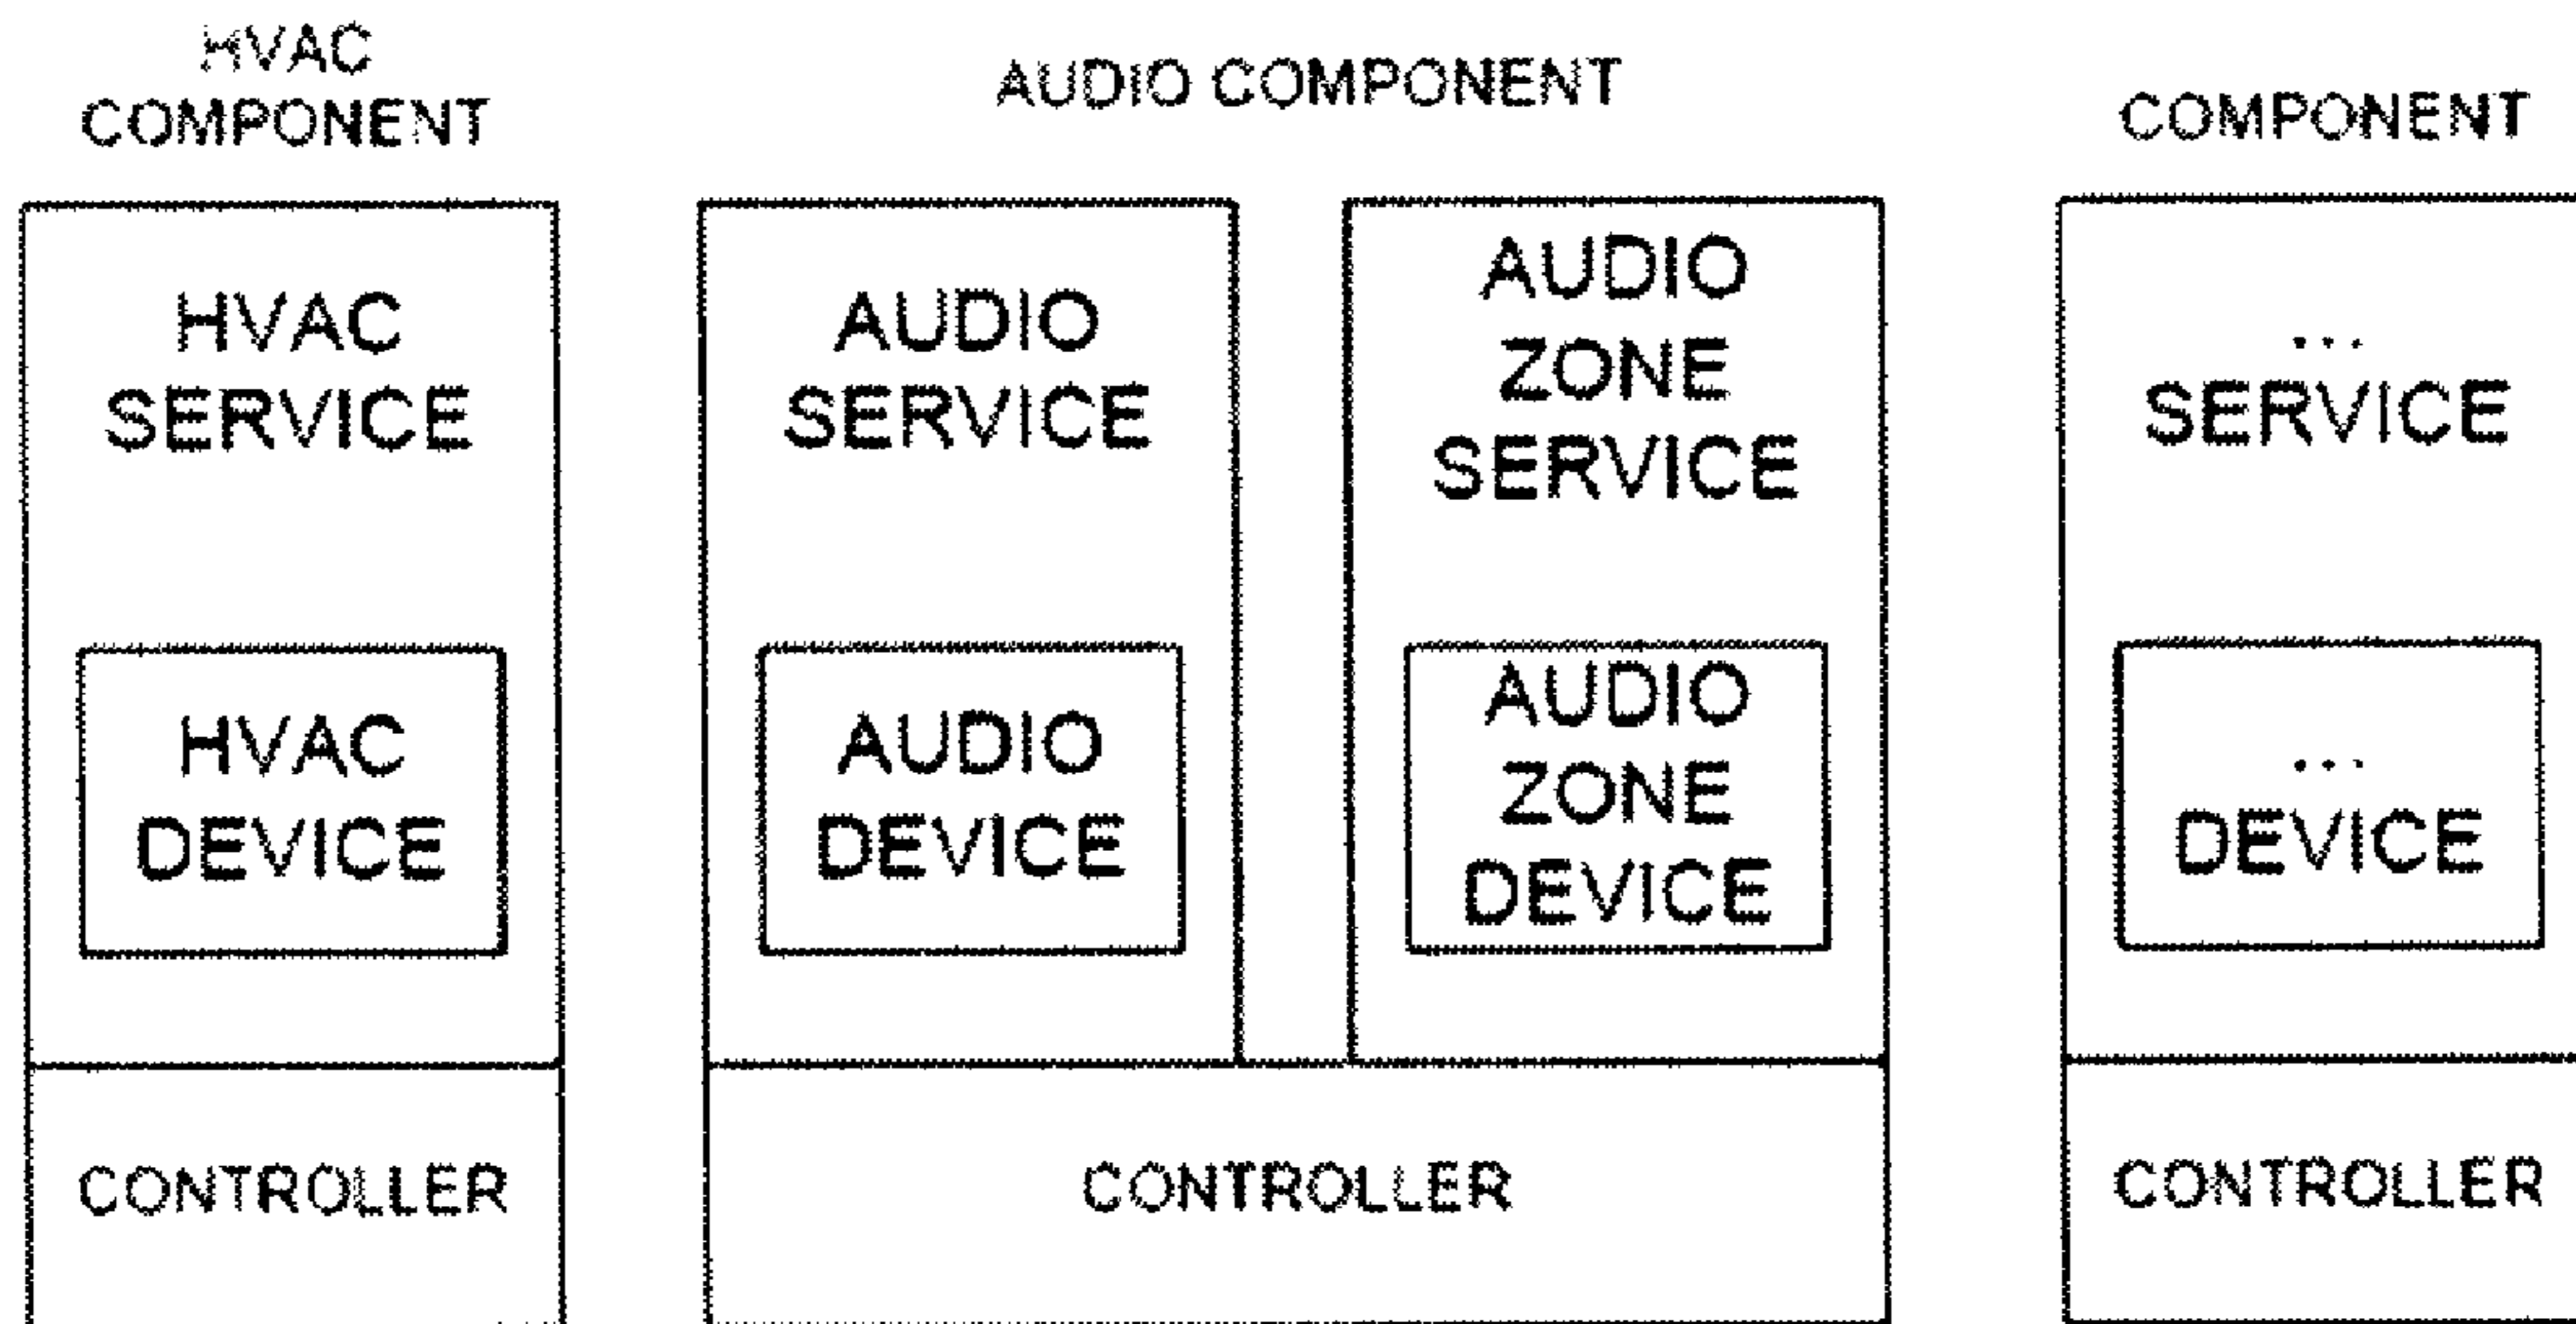 HVAC
COMPONENT
AUDIO COMPONENT
COMPONENT
HVAC
SERVICE
AUDIO
SERVICE
AUDIO
ZONE
SERVICE
...
SERVICE
HVAC
DEVICE
AUDIO
DEVICE
AUDIO
ZONE
DEVICE
...
DEVICE
CONTROLLER
CONTROLLER
CONTROLLER